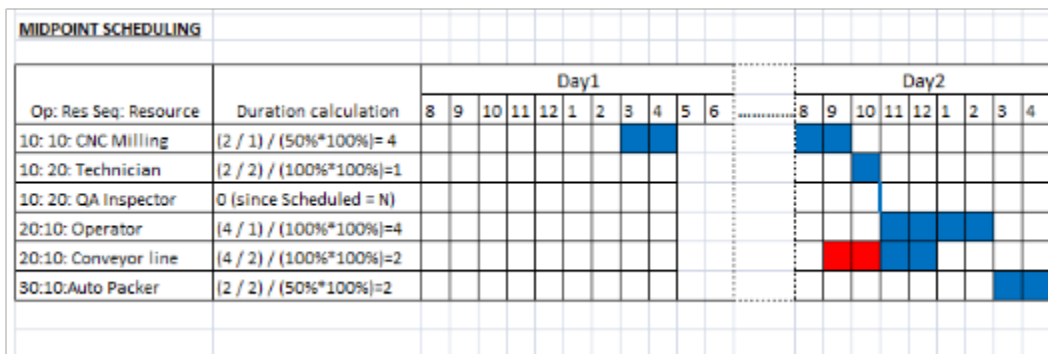 MIDPOINT SCHEDULING
Day1 Day2
Op: Res Seq: Resource Duration calculation 8 9 10 11 12 1 2 3 4 5 6 ............. 8 9 10 11 12 1 2 3 4
10: 10: CNC Milling (2 / 1) / (50%*100%)= 4
10: 20: Technician (2 / 2) / (100%*100%)=1
10: 20: QA Inspector 0 (since Scheduled = N)
20:10: Operator (4 / 1) / (100%*100%)=4
20:10: Conveyor line (4 / 2) / (100%*100%)=2
30:10:Auto Packer (2 / 2) / (50%*100%)=2